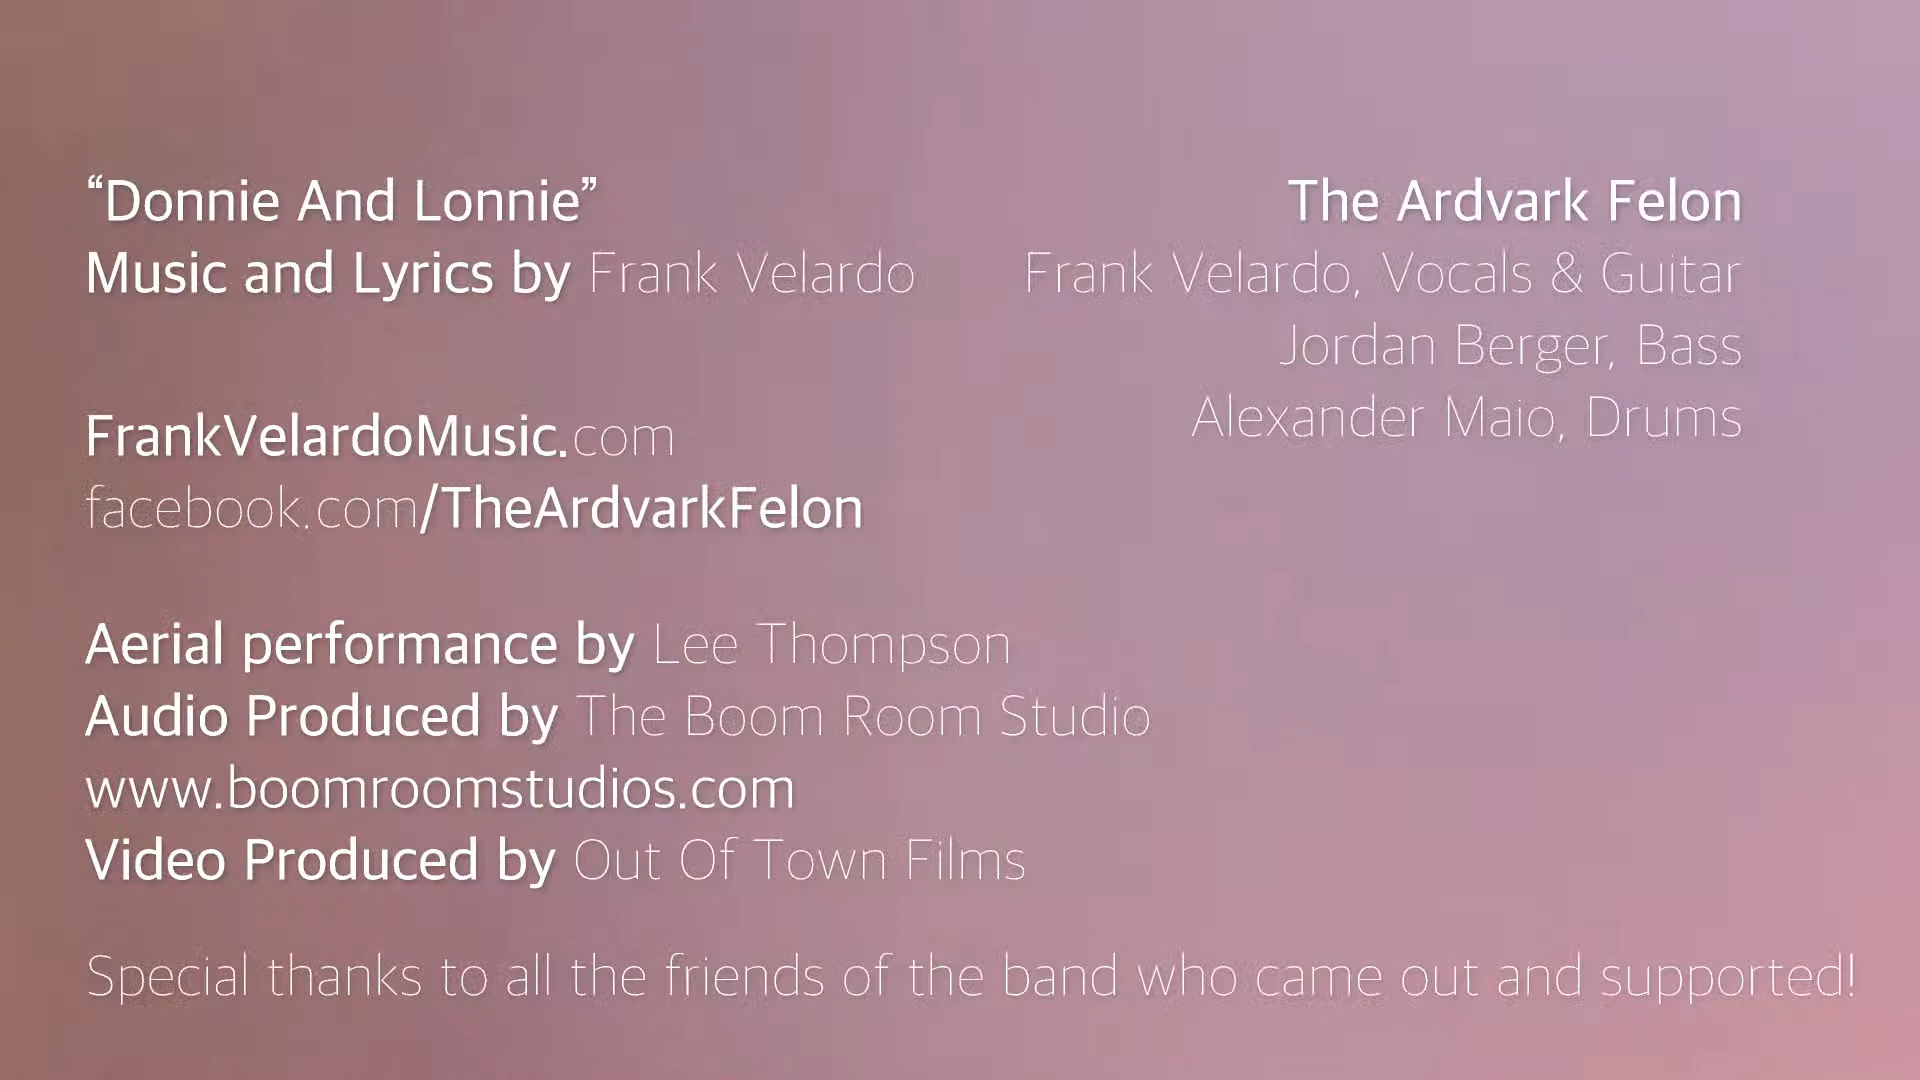 “Donnie And Lonnie”
Music and Lyrics by Frank Velardo
FrankVelardoMusic.com
facebook.com/TheArdvarkFelon
The Ardvark Felon
Frank Velardo, Vocals & Guitar
Jordan Berger, Bass
Alexander Maio, Drums
Aerial performance by Lee Thompson
Audio Produced by The Boom Room Studio
www.boomroomstudios.com
Video Produced by Out Of Town Films
Special thanks to all the friends of the band who came out and supported!